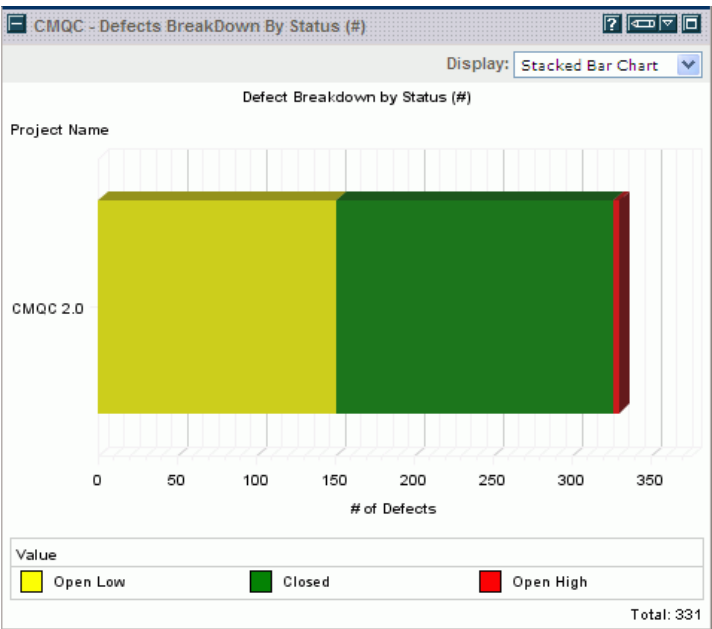 CMQC - Defects BreakDown By Status (#)
?
Display: Stacked Bar Chart
Defect Breakdown by Status (#)
Project Name
CMQC 2.0
0 50 100 150 200 250 300 350
# of Defects
Value
Open Low Closed Open High
Total: 331